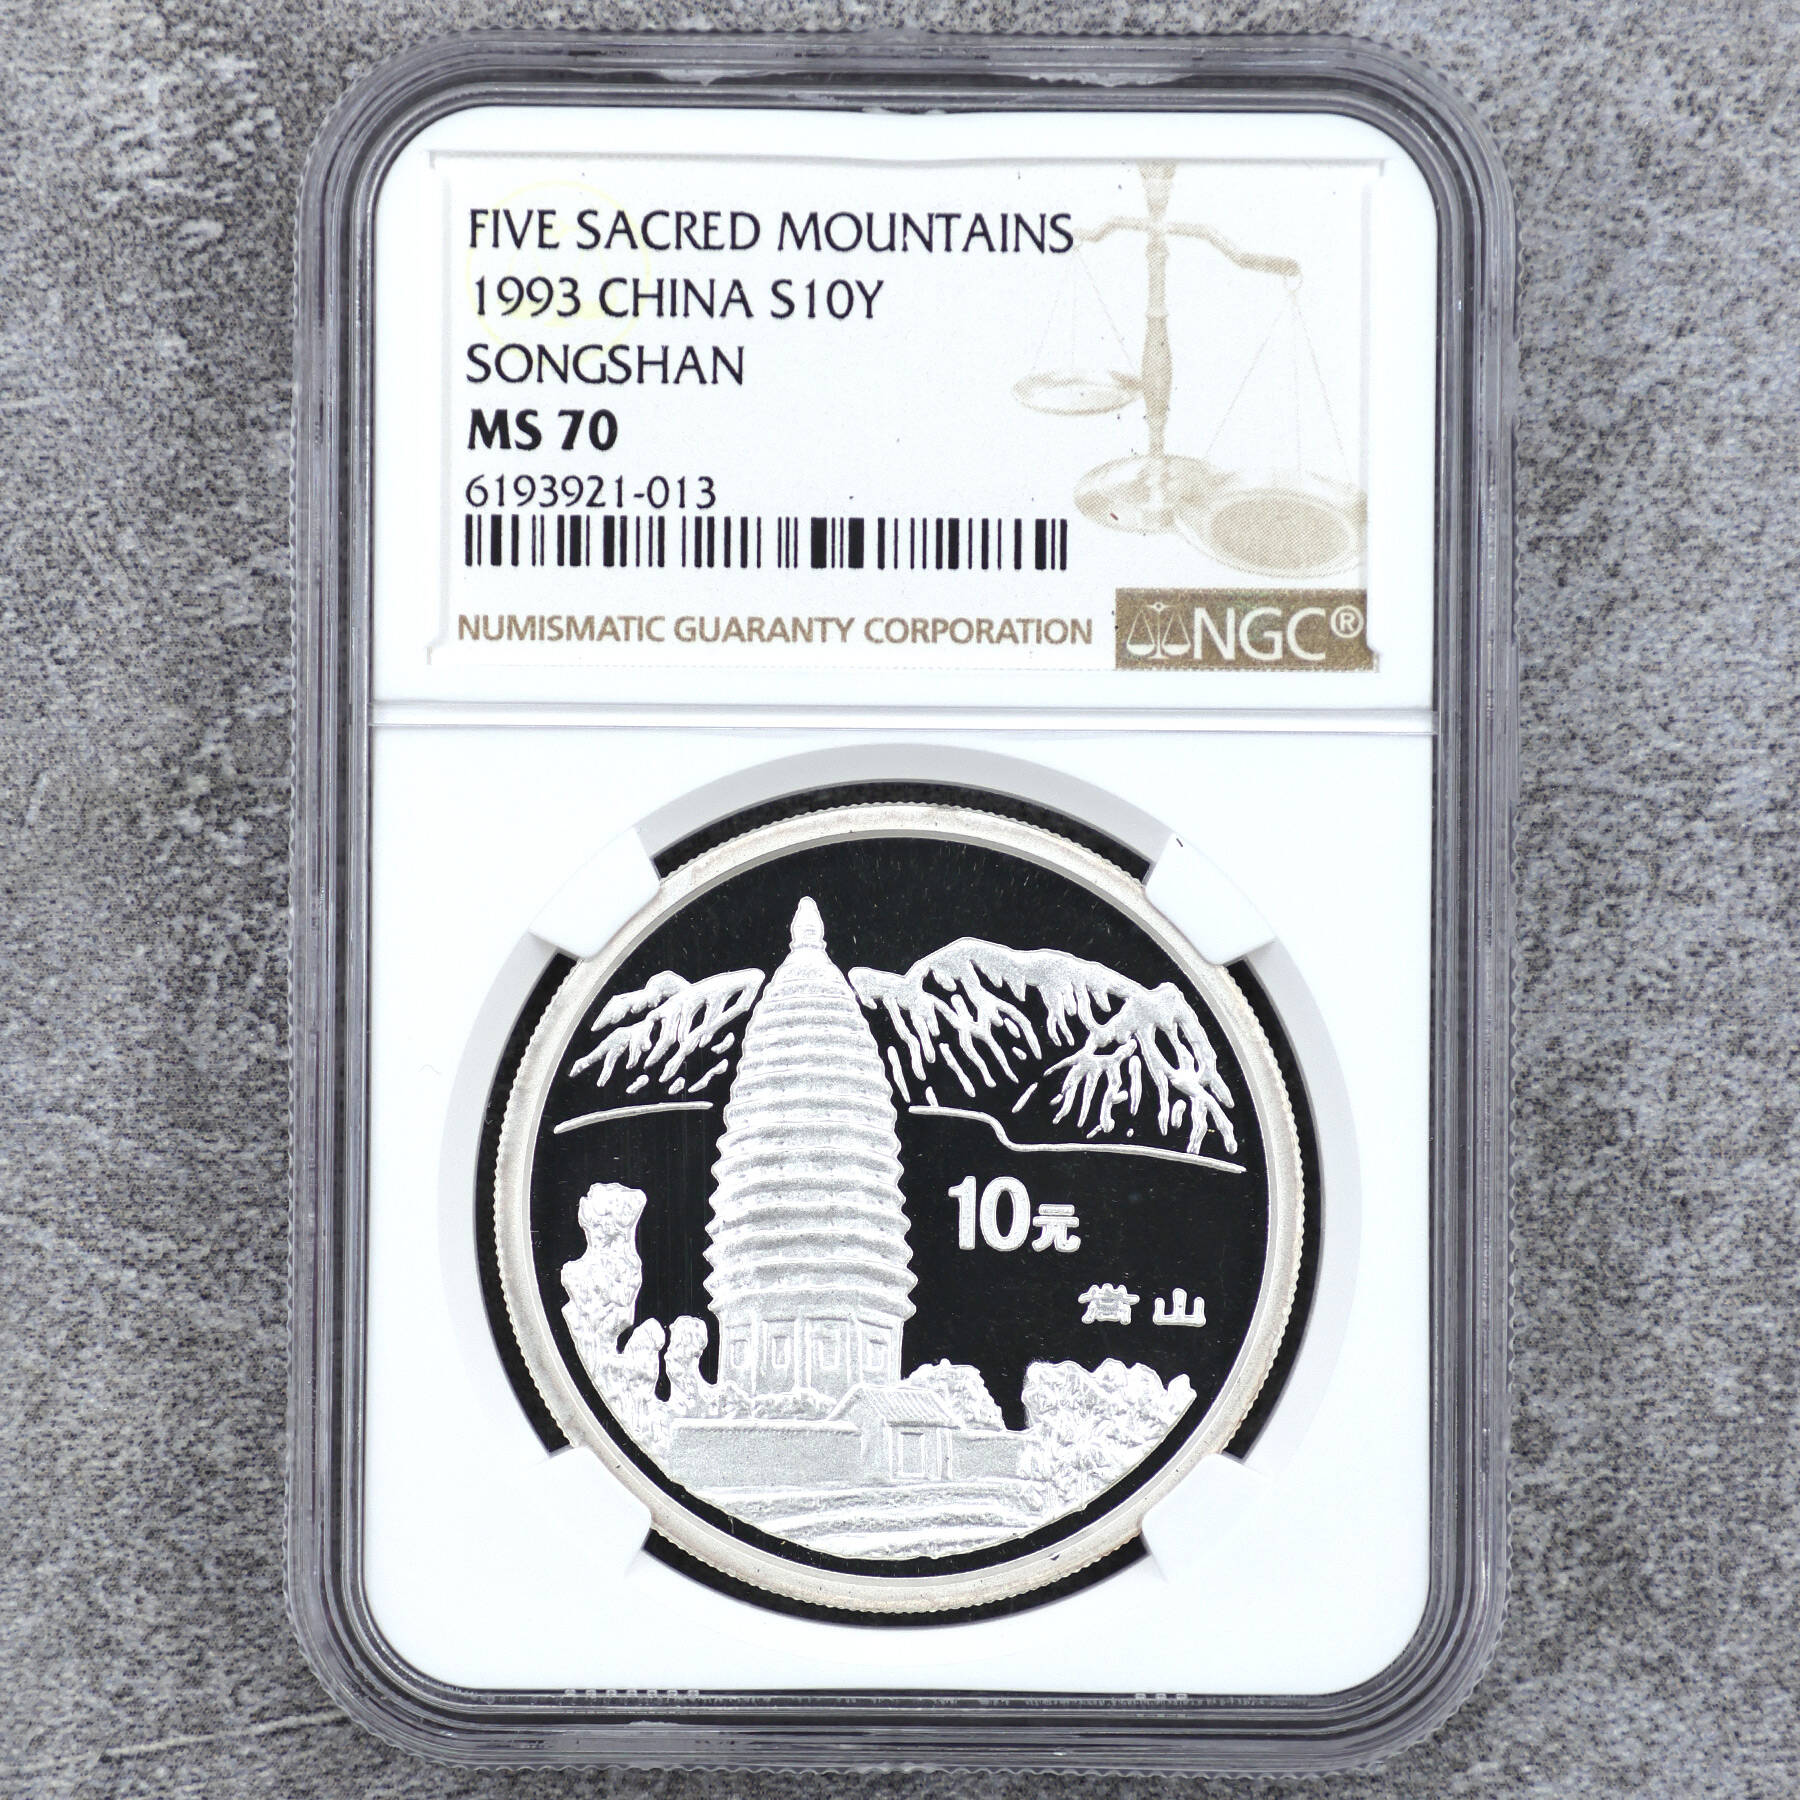 FIVE SACRED MOUNTAINS
1993 CHINA S10Y
SONGSHAN
MS 70
6193921-013
NUMISMATIC GUARANTY CORPORATION
NGC®
10元
嵩山